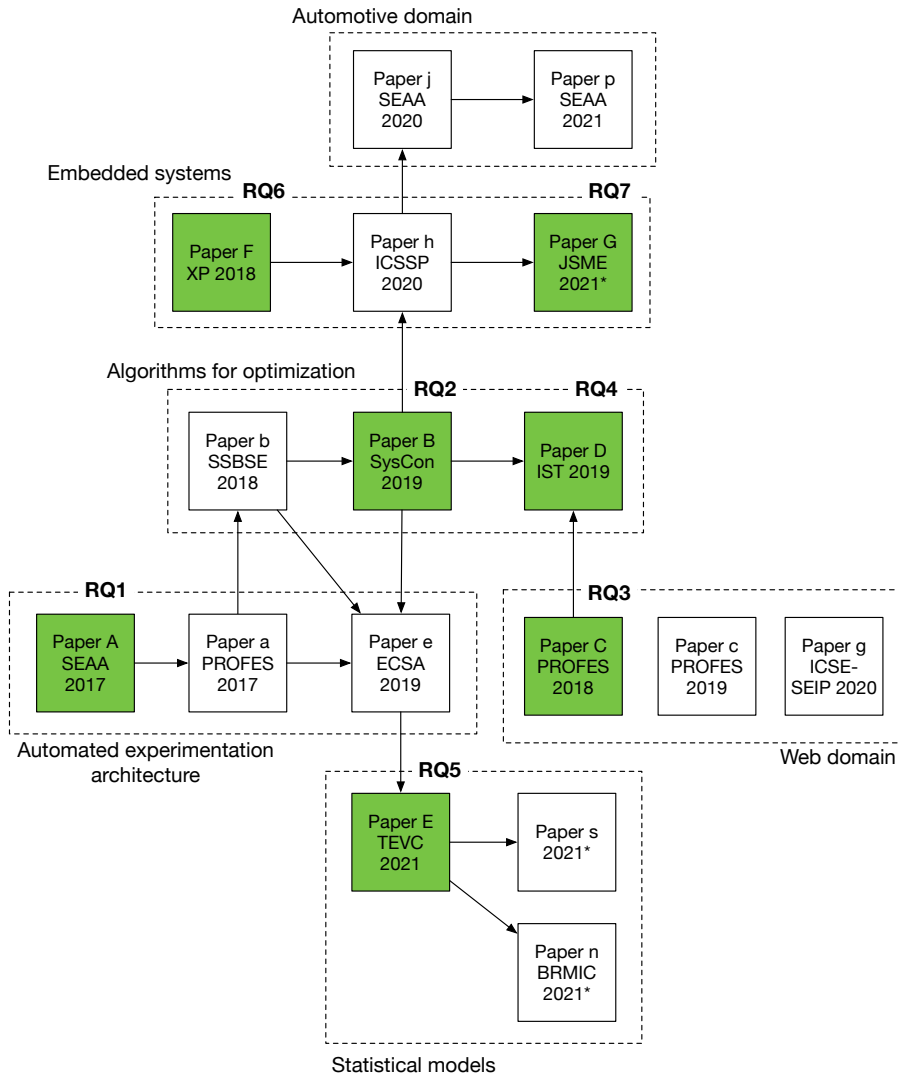 Automotive domain
Paper j
SEAA
2020
Paper p
SEAA
2021
Embedded systems
RQ6
RQ7
Paper F
XP 2018
Paper h
ICSSP
2020
Paper G
JSME
2021*
Algorithms for optimization
RQ2
RQ4
Paper b
SSBSE
2018
Paper B
SysCon
2019
Paper D
IST 2019
RQ1
RQ3
Paper A
SEAA
2017
Paper a
PROFES
2017
Paper e
ECSA
2019
Paper C
PROFES
2018
Paper c
PROFES
2019
Paper g
ICSE-
SEIP 2020
Automated experimentation
architecture
Web domain
RQ5
Paper E
TEVC
2021
Paper s
2021*
Paper n
BRMIC
2021*
Statistical models